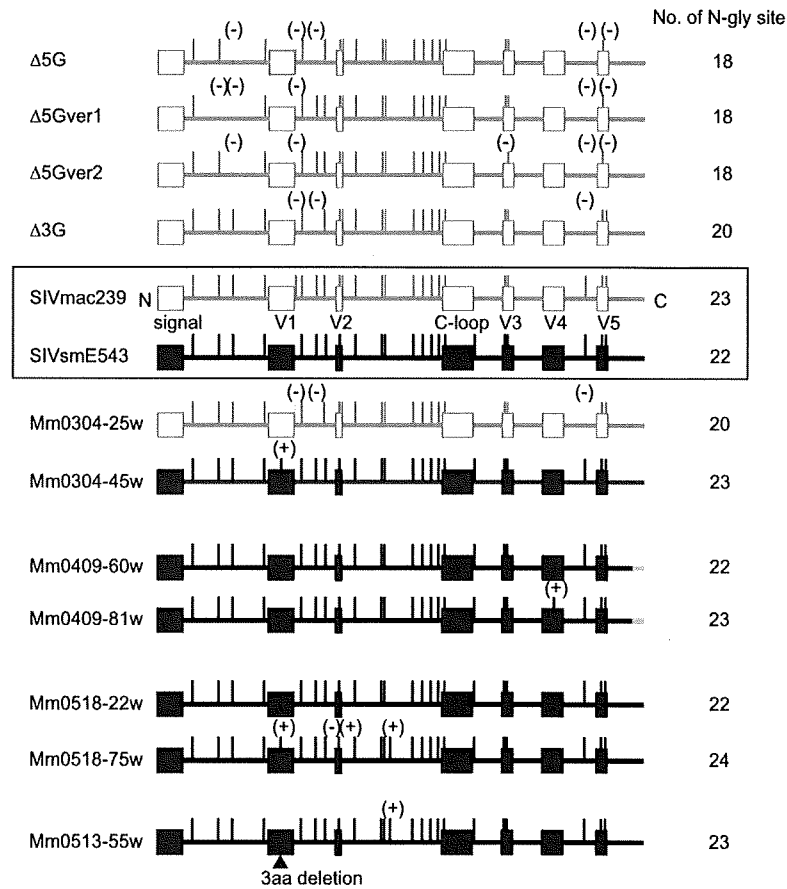 No. of N-gly site
(-) (-)(-) (-) (-)
Δ5G 18
(-)(-) (-) (-) (-)
Δ5Gver1 18
(-) (-) (-) (-) (-)
Δ5Gver2 18
(-) (-) (-)
Δ3G 20
SIVmac239 N C 23
signal V1 V2 C-loop V3 V4 V5
SIVsmE543 22
(-) (-) (-)
Mm0304-25w 20
(+)
Mm0304-45w 23
Mm0409-60w 22
(+)
Mm0409-81w 23
Mm0518-22w 22
(+) (-)(+) (+)
Mm0518-75w 24
(+)
Mm0513-55w 23
3aa deletion